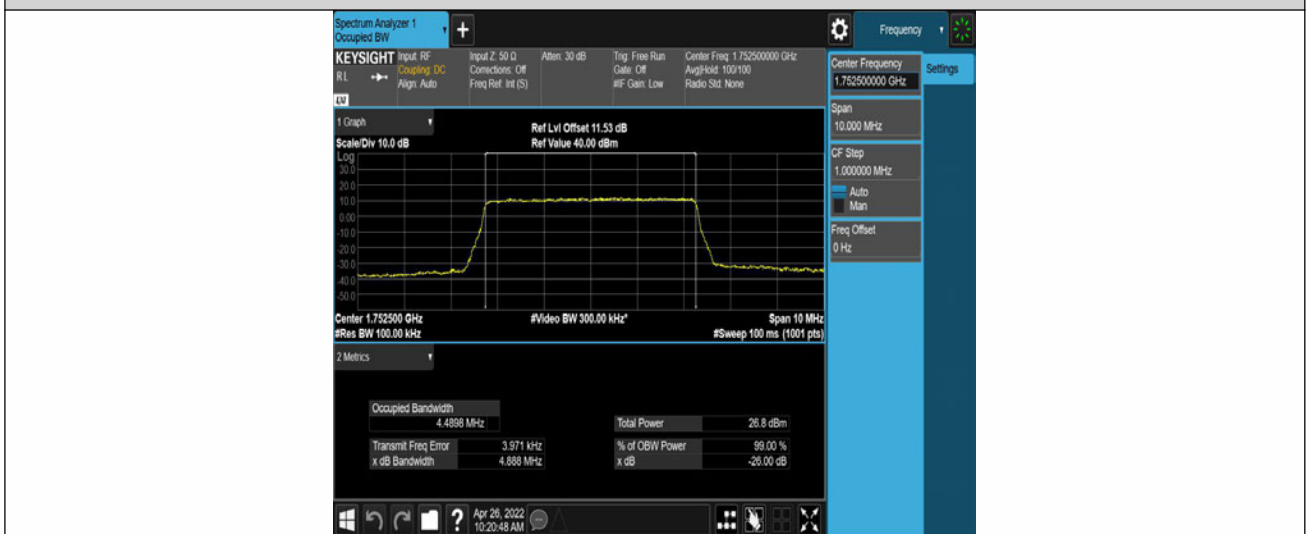 Spectrum Analyzer 1
Occupied BW
+
Frequency
KEYSIGHT
RL
Input: RF
Coupling: DC
Align: Auto
Input Z: 50 Ω
Corrections: Off
Freq Ref: Int (S)
Atten: 30 dB
Trig: Free Run
Gate: Off
#IF Gain: Low
Center Freq: 1.752500000 GHz
Avg|Hold: 100/100
Radio Std: None
Center Frequency
1.752500000 GHz
Settings
Span
10.000 MHz
CF Step
1.000000 MHz
Auto
Man
Freq Offset
0 Hz
1 Graph
Scale/Div 10.0 dB
Ref Lvl Offset 11.53 dB
Ref Value 40.00 dBm
Log
30.0
20.0
10.0
0.00
-10.0
-20.0
-30.0
-40.0
-50.0
Center 1.752500 GHz
#Video BW 300.00 kHz*
Span 10 MHz
#Res BW 100.00 kHz
#Sweep 100 ms (1001 pts)
2 Metrics
Occupied Bandwidth
4.4898 MHz
Total Power 26.8 dBm
Transmit Freq Error 3.971 kHz
% of OBW Power 99.00 %
x dB Bandwidth 4.888 MHz
x dB -26.00 dB
?
Apr 26, 2022
10:20:48 AM